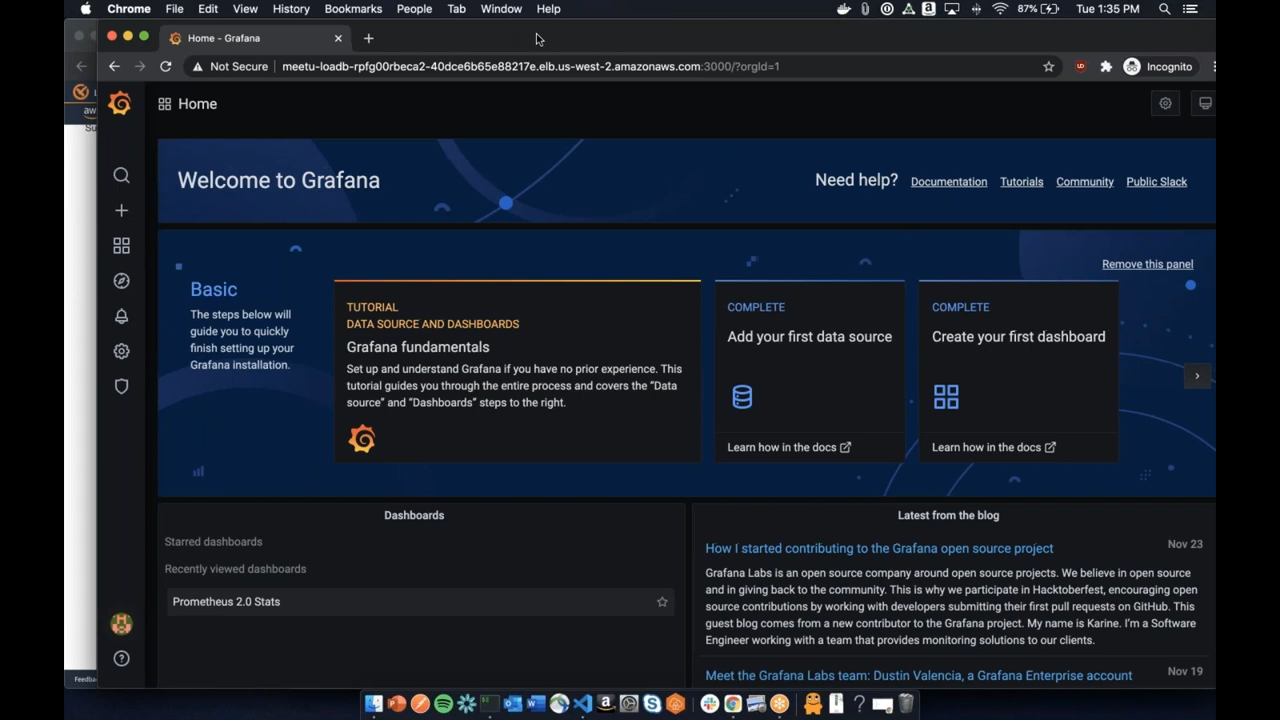 Chrome File Edit View History Bookmarks People Tab Window Help
87% Tue 1:35 PM
Home - Grafana
Not Secure meetu-loadb-rpfg00rbeca2-40dce6b65e88217e.elb.us-west-2.amazonaws.com:3000/?orgId=1
Incognito
aw
Su
Home
Welcome to Grafana
Need help? Documentation Tutorials Community Public Slack
Remove this panel
Basic
The steps below will
guide you to quickly
finish setting up your
Grafana installation.
TUTORIAL
DATA SOURCE AND DASHBOARDS
Grafana fundamentals
Set up and understand Grafana if you have no prior experience. This
tutorial guides you through the entire process and covers the “Data
source” and “Dashboards” steps to the right.
COMPLETE
Add your first data source
Learn how in the docs
COMPLETE
Create your first dashboard
Learn how in the docs
Dashboards
Starred dashboards
Recently viewed dashboards
Prometheus 2.0 Stats
Latest from the blog
How I started contributing to the Grafana open source project
Nov 23
Grafana Labs is an open source company around open source projects. We believe in open source
and in giving back to the community. This is why we participate in Hacktoberfest, encouraging open
source contributions by working with developers submitting their first pull requests on GitHub. This
guest blog comes from a new contributor to the Grafana project. My name is Karine. I’m a Software
Engineer working with a team that provides monitoring solutions to our clients.
Meet the Grafana Labs team: Dustin Valencia, a Grafana Enterprise account
Nov 19
Feedba